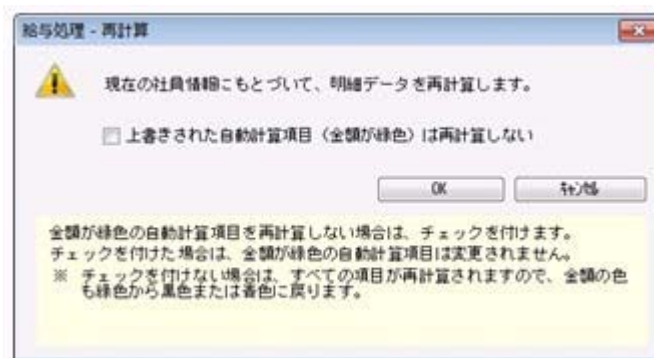 給与処理 - 再計算
現在の社員情報にもとづいて、明細データを再計算します。
上書きされた自動計算項目（金額が緑色）は再計算しない
OK
ｷｬﾝｾﾙ
金額が緑色の自動計算項目を再計算しない場合は、チェックを付けます。
チェックを付けた場合は、金額が緑色の自動計算項目は変更されません。
※ チェックを付けない場合は、すべての項目が再計算されますので、金額の色
も緑色から黒色または青色に戻ります。